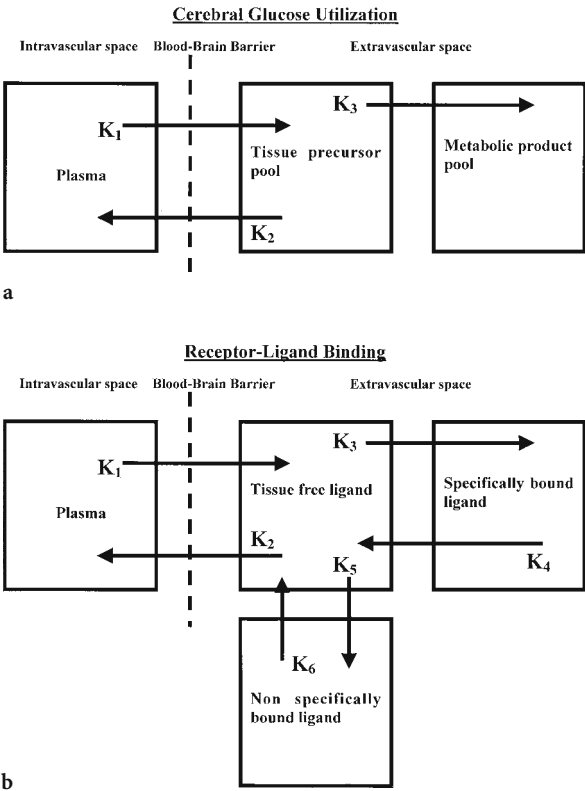 Cerebral Glucose Utilization
Intravascular space Blood-Brain Barrier Extravascular space
K1
K3
Plasma
Tissue precursor
pool
Metabolic product
pool
K2
a
Receptor-Ligand Binding
Intravascular space Blood-Brain Barrier Extravascular space
K1
K3
Plasma
Tissue free ligand
Specifically bound
ligand
K2
K5
K4
K6
Non specifically
bound ligand
b